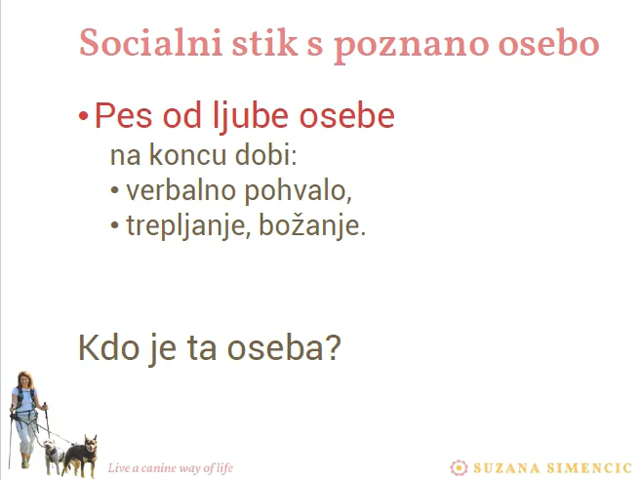 Socialni stik s poznano osebo
•Pes od ljube osebe
na koncu dobi:
• verbalno pohvalo,
• trepljanje, božanje.
Kdo je ta oseba?
Live a canine way of life
SUZANA SIMENCIC